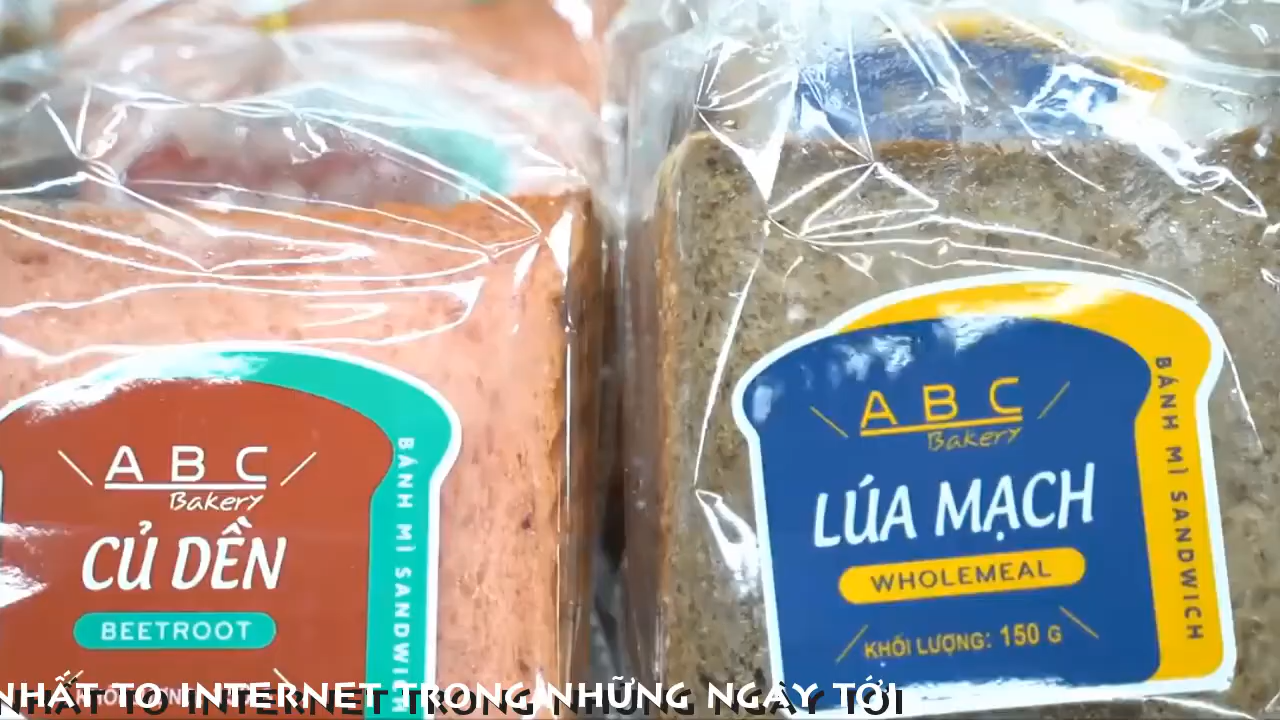 ABC
Bakery
CỦ DỀN
BEETROOT
BÁNH MÌ SANDWICH
ABC
Bakery
LÚA MẠCH
WHOLEMEAL
KHỐI LƯỢNG: 150 G
BÁNH MÌ SANDWICH
NHẤT TO INTERNET TRONG NHỮNG NGÀY TỚI